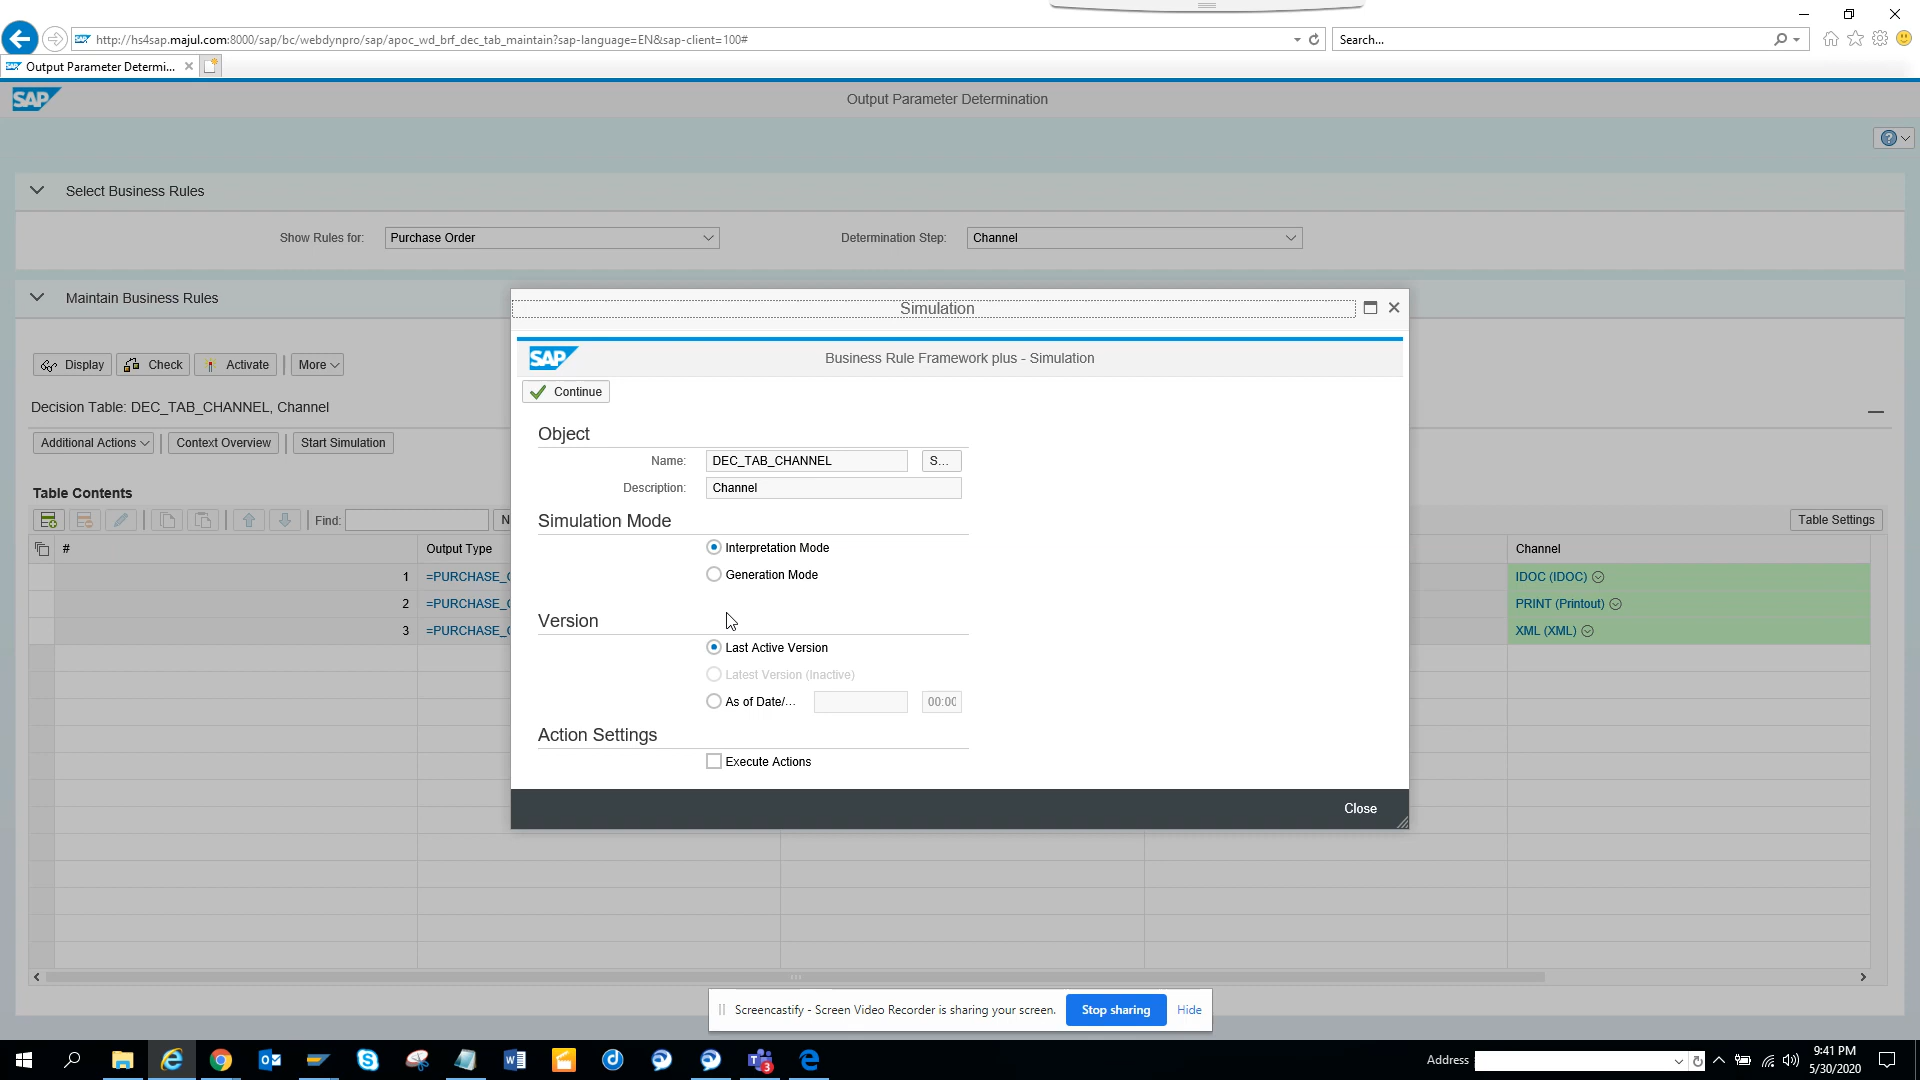 http://hs4sap.majul.com:8000/sap/bc/webdynpro/sap/apoc_wd_brf_dec_tab_maintain?sap-language=EN&sap-client=100#
Search...
Output Parameter Determi...
SAP
Output Parameter Determination
Select Business Rules
Show Rules for:
Purchase Order
Determination Step:
Channel
Maintain Business Rules
Simulation
SAP
Business Rule Framework plus - Simulation
Display
Check
Activate
More
Continue
Decision Table: DEC_TAB_CHANNEL, Channel
Object
Additional Actions
Context Overview
Start Simulation
Name:
DEC_TAB_CHANNEL
S...
Description:
Channel
Table Contents
Simulation Mode
Find:
N
Table Settings
#
Output Type
Interpretation Mode
Channel
1
=PURCHASE_
Generation Mode
IDOC (IDOC)
2
=PURCHASE_
PRINT (Printout)
3
=PURCHASE_
XML (XML)
Version
Last Active Version
Latest Version (Inactive)
As of Date/...
00:00
Action Settings
Execute Actions
Close
Screencastify - Screen Video Recorder is sharing your screen.
Stop sharing
Hide
Address
3
9:41 PM
5/30/2020